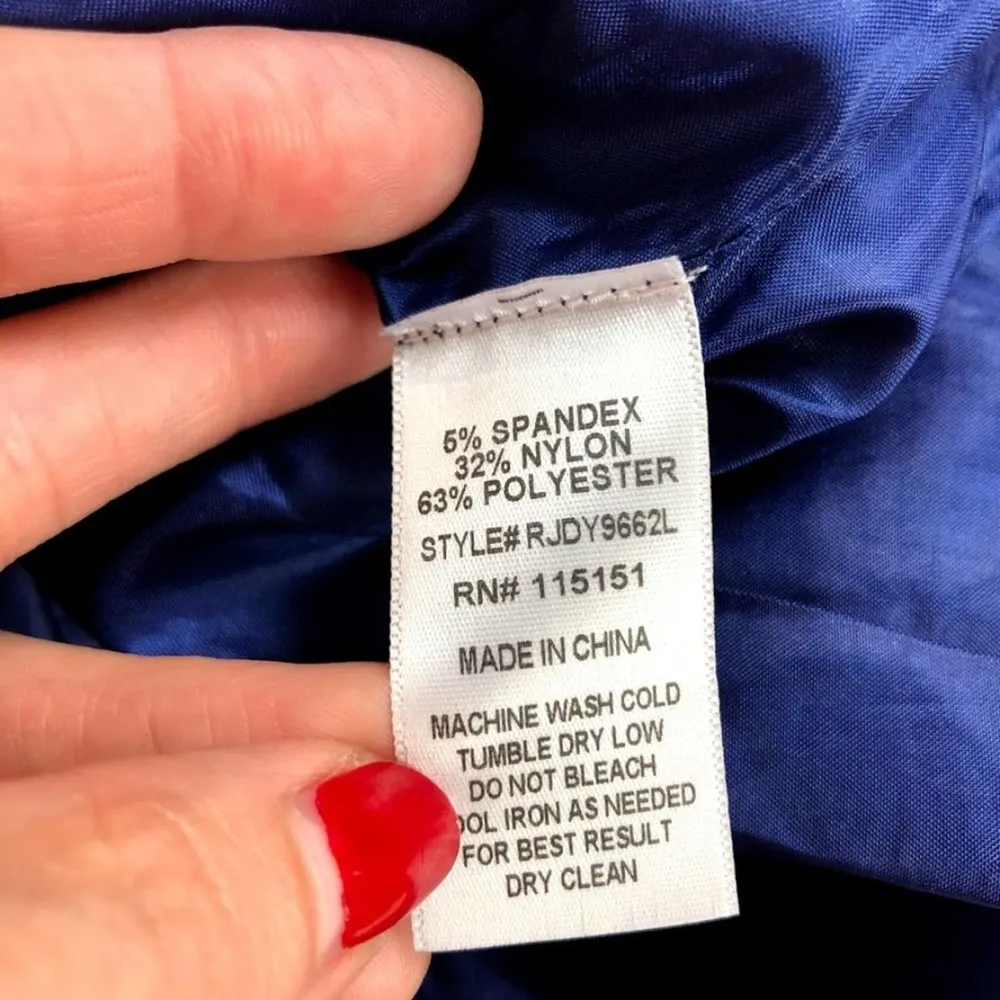 5% SPANDEX
32% NYLON
63% POLYESTER
STYLE# RJDY9662L
RN# 115151
MADE IN CHINA
MACHINE WASH COLD
TUMBLE DRY LOW
DO NOT BLEACH
OOL IRON AS NEEDED
FOR BEST RESULT
DRY CLEAN